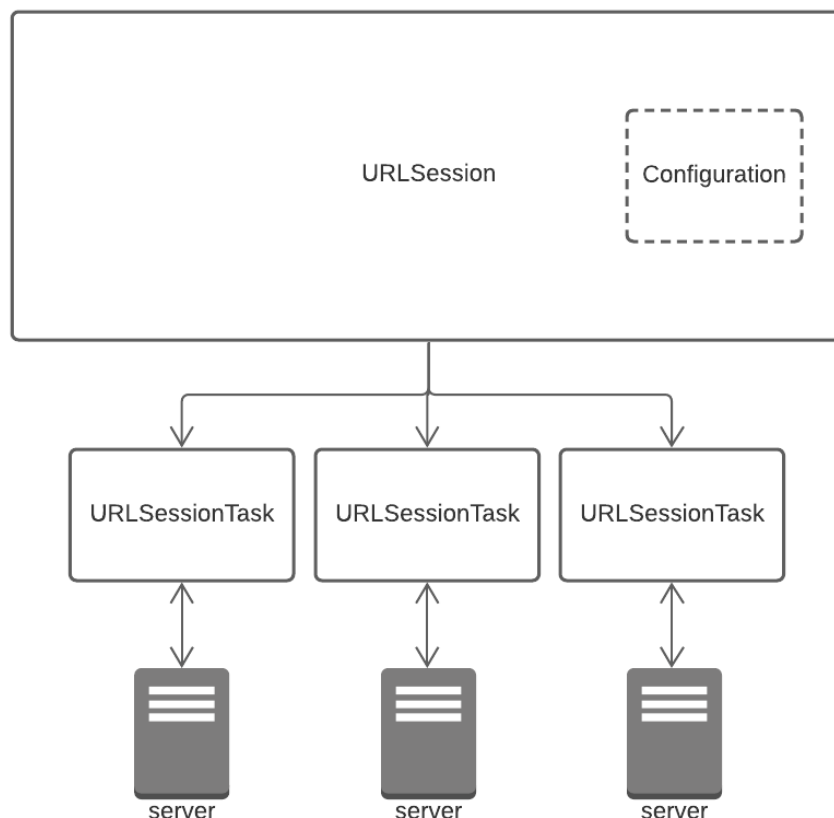 URLSession
Configuration
URLSessionTask
URLSessionTask
URLSessionTask
server
server
server